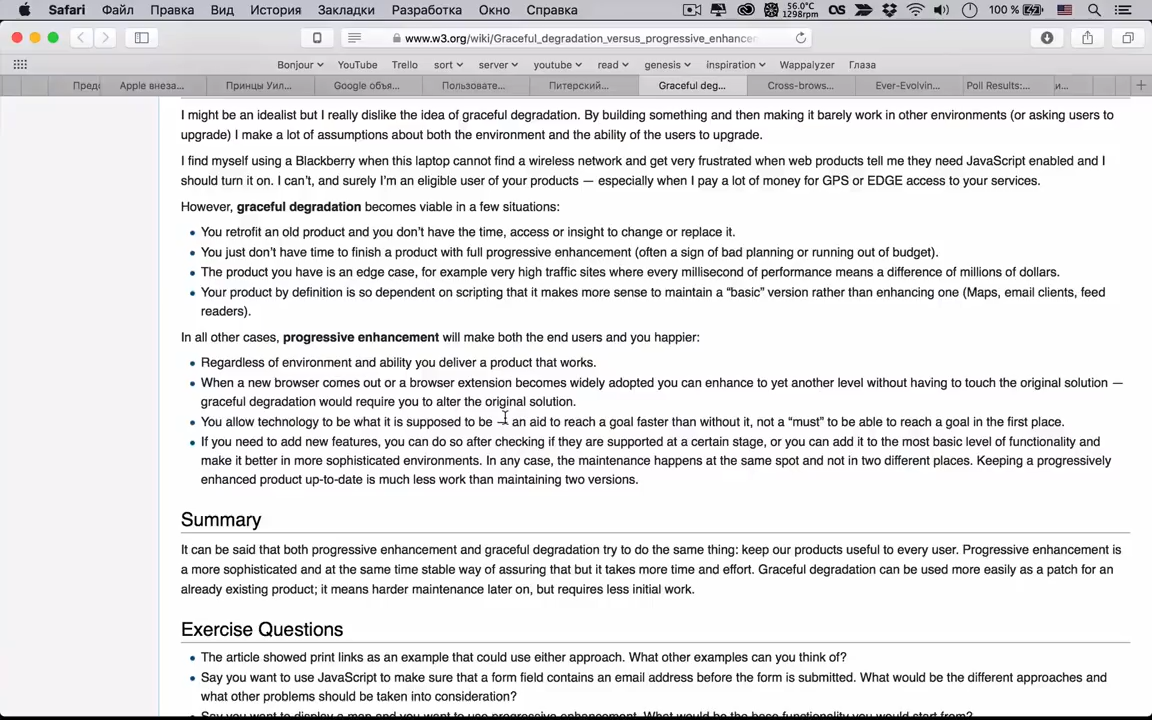 Safari Файл Правка Вид История Закладки Разработка Окно Справка 56.0°C 1298rpm 100 %
www.w3.org/wiki/Graceful_degradation_versus_progressive_enhancer
Bonjour YouTube Trello sort server youtube read genesis inspiration Wappalyzer Глаза
Предс Apple внеза... Принцы Уил... Google объя... Пользовате... Питерский... Graceful deg... Cross-brows... Ever-Evolvin... Poll Results:... и...
I might be an idealist but I really dislike the idea of graceful degradation. By building something and then making it barely work in other environments (or asking users to
upgrade) I make a lot of assumptions about both the environment and the ability of the users to upgrade.
I find myself using a Blackberry when this laptop cannot find a wireless network and get very frustrated when web products tell me they need JavaScript enabled and I
should turn it on. I can't, and surely I'm an eligible user of your products — especially when I pay a lot of money for GPS or EDGE access to your services.
However, graceful degradation becomes viable in a few situations:
You retrofit an old product and you don't have the time, access or insight to change or replace it.
You just don't have time to finish a product with full progressive enhancement (often a sign of bad planning or running out of budget).
The product you have is an edge case, for example very high traffic sites where every millisecond of performance means a difference of millions of dollars.
Your product by definition is so dependent on scripting that it makes more sense to maintain a "basic" version rather than enhancing one (Maps, email clients, feed
readers).
In all other cases, progressive enhancement will make both the end users and you happier:
Regardless of environment and ability you deliver a product that works.
When a new browser comes out or a browser extension becomes widely adopted you can enhance to yet another level without having to touch the original solution —
graceful degradation would require you to alter the original solution.
You allow technology to be what it is supposed to be — an aid to reach a goal faster than without it, not a "must" to be able to reach a goal in the first place.
If you need to add new features, you can do so after checking if they are supported at a certain stage, or you can add it to the most basic level of functionality and
make it better in more sophisticated environments. In any case, the maintenance happens at the same spot and not in two different places. Keeping a progressively
enhanced product up-to-date is much less work than maintaining two versions.
Summary
It can be said that both progressive enhancement and graceful degradation try to do the same thing: keep our products useful to every user. Progressive enhancement is
a more sophisticated and at the same time stable way of assuring that but it takes more time and effort. Graceful degradation can be used more easily as a patch for an
already existing product; it means harder maintenance later on, but requires less initial work.
Exercise Questions
The article showed print links as an example that could use either approach. What other examples can you think of?
Say you want to use JavaScript to make sure that a form field contains an email address before the form is submitted. What would be the different approaches and
what other problems should be taken into consideration?
Say you want to display a map and you want to use progressive enhancement. What would be the base functionality you would start from?